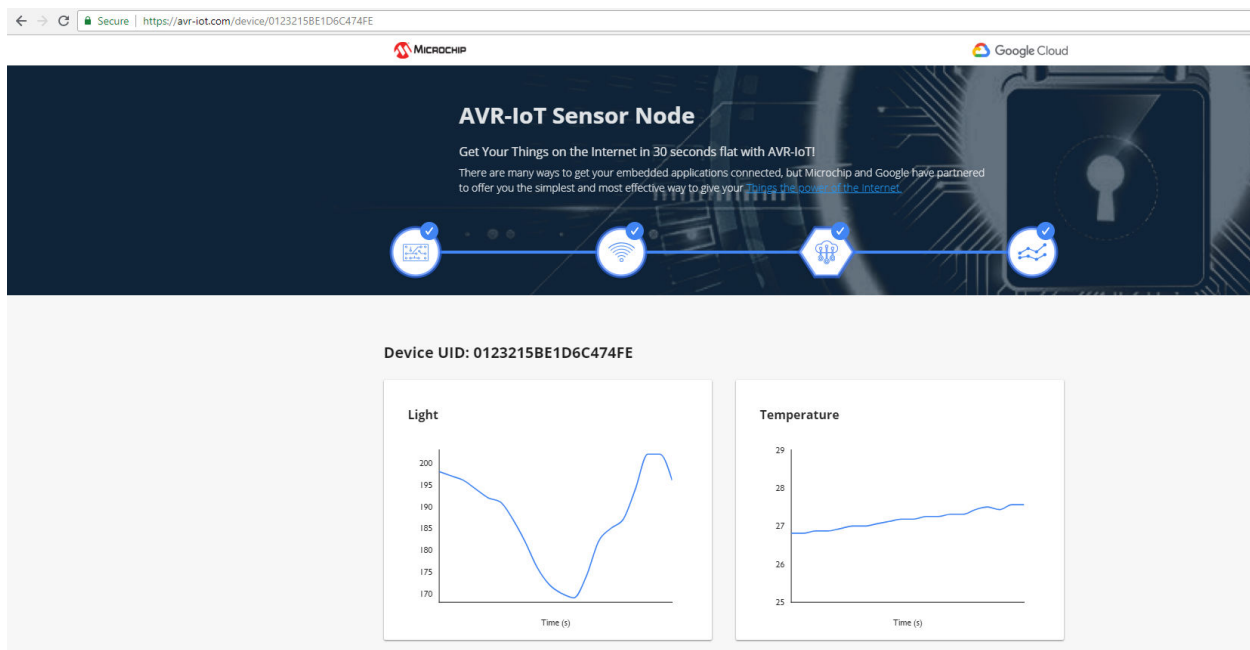 Secure | https://avr-iot.com/device/0123215BE1D6C474FE
MICROCHIP
Google Cloud
AVR-IoT Sensor Node
Get Your Things on the Internet in 30 seconds flat with AVR-IoT!
There are many ways to get your embedded applications connected, but Microchip and Google have partnered
to offer you the simplest and most effective way to give your Things the power of the Internet.
Device UID: 0123215BE1D6C474FE
Light
200
195
190
185
180
175
170
Time (s)
Temperature
29
28
27
26
25
Time (s)